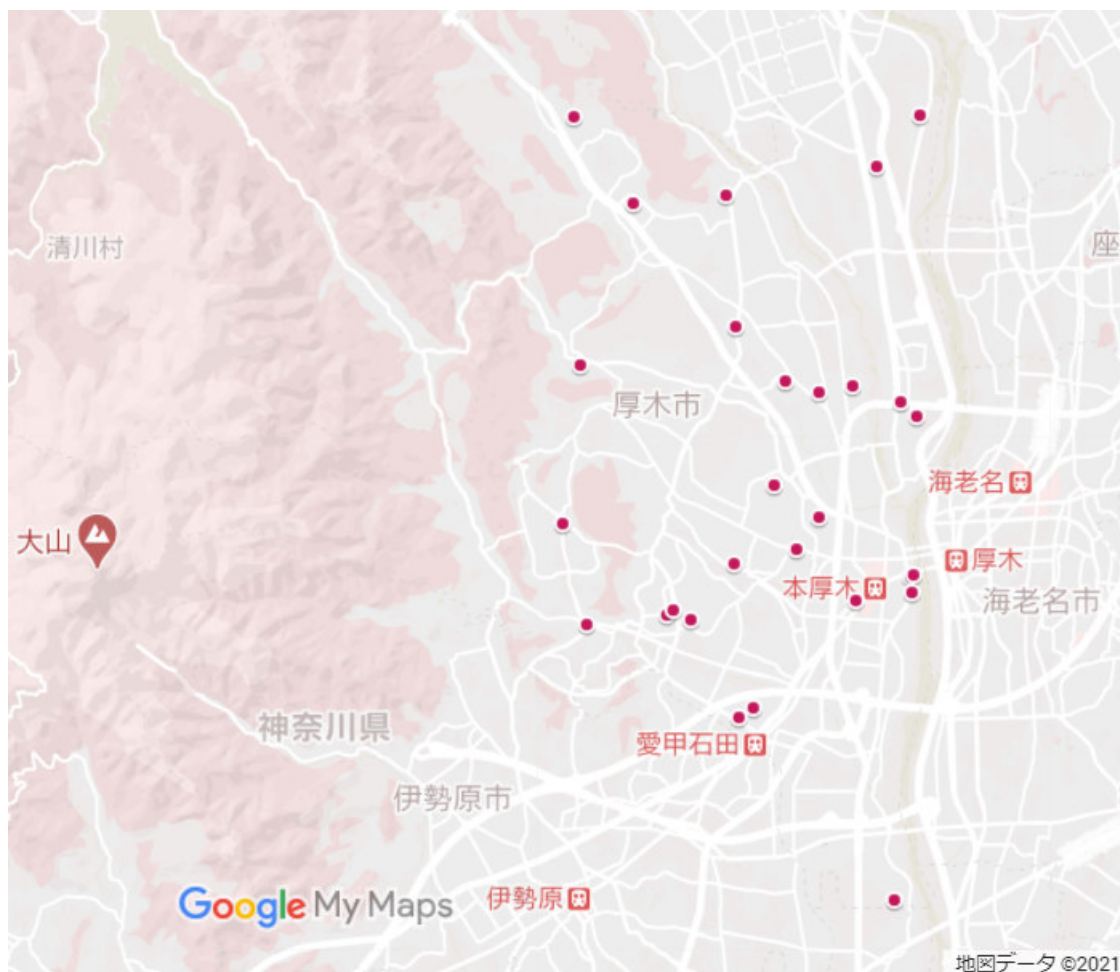 清川村
座
厚木市
海老名
大山
厚木
本厚木
海老名市
神奈川県
愛甲石田
伊勢原市
伊勢原
Google My Maps
地図データ ©2021